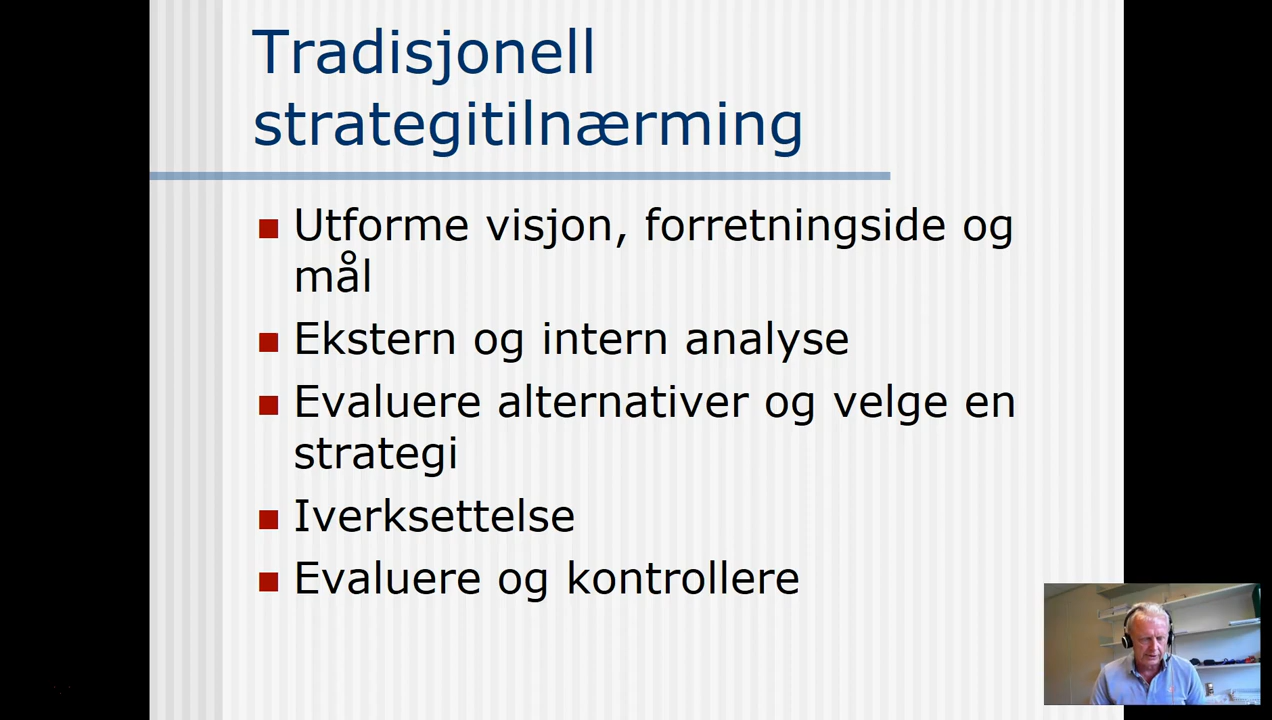 Tradisjonell
strategitilnærming
Utforme visjon, forretningside og
mål
Ekstern og intern analyse
Evaluere alternativer og velge en
strategi
Iverksettelse
Evaluere og kontrollere